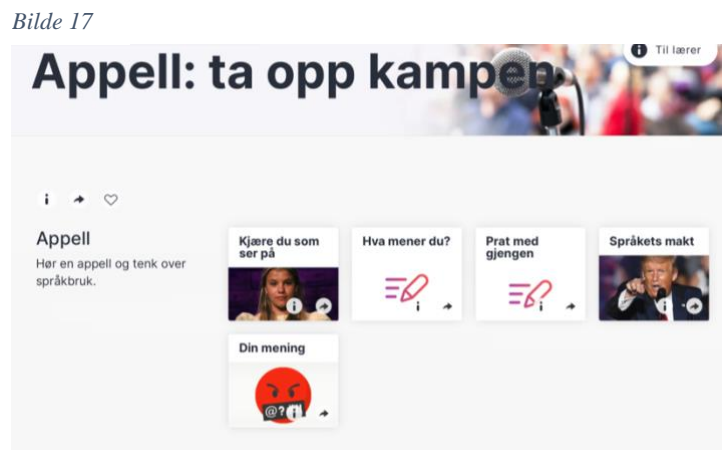 Bilde 17
Til lærer
Appell: ta opp kampen
Appell
Hør en appell og tenk over
språkbruk.
Kjære du som
ser på
Hva mener du?
Prat med
gjengen
Språkets makt
Din mening
@?